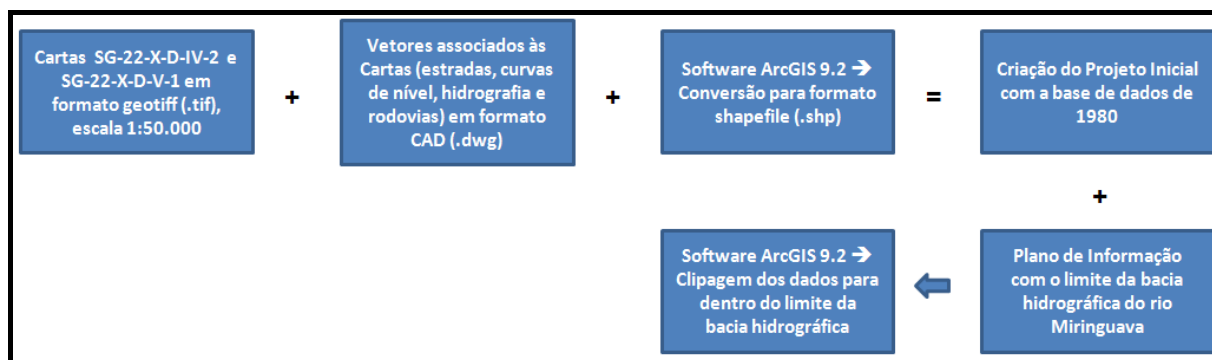 Cartas SG-22-X-D-IV-2 e
SG-22-X-D-V-1 em
formato geotiff (.tif),
escala 1:50.000
+
Vetores associados às
Cartas (estradas, curvas
de nível, hidrografia e
rodovias) em formato
CAD (.dwg)
+
Software ArcGIS 9.2 ➔
Conversão para formato
shapefile (.shp)
=
Criação do Projeto Inicial
com a base de dados de
1980
+
Plano de Informação
com o limite da bacia
hidrográfica do rio
Miringuava
Software ArcGIS 9.2 ➔
Clipagem dos dados para
dentro do limite da
bacia hidrográfica